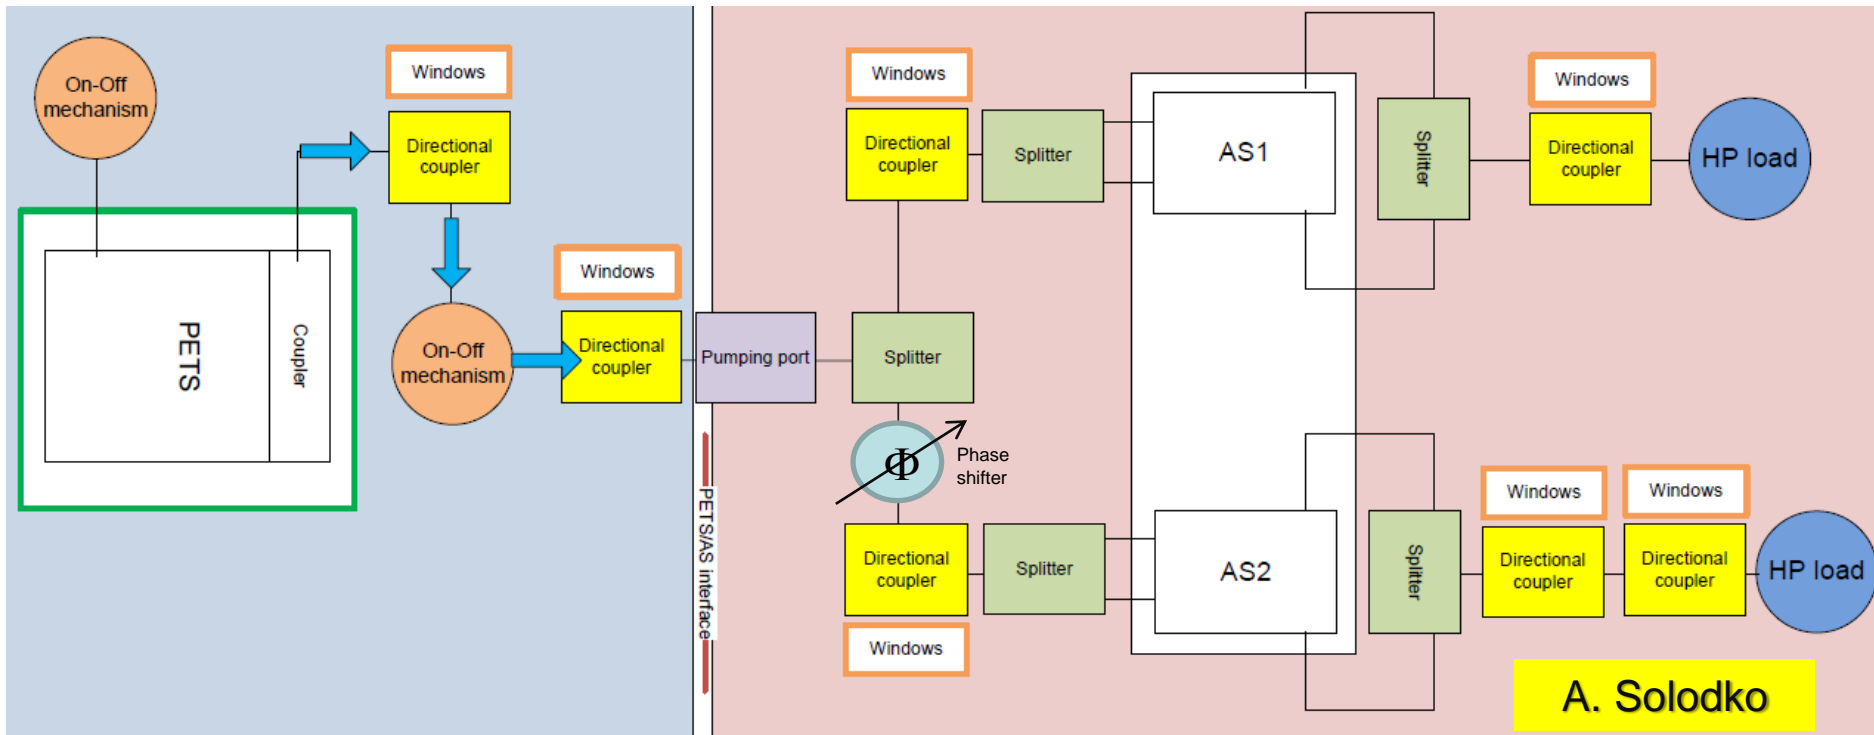 On-Off
mechanism
Windows
Directional
coupler
PETS
Coupler
On-Off
mechanism
Windows
Directional
coupler
Pumping port
PETS/AS interface
Splitter
Φ
Phase
shifter
Windows
Directional
coupler
Splitter
AS1
Splitter
Windows
Directional
coupler
HP load
Directional
coupler
Windows
Splitter
AS2
Splitter
Windows
Directional
coupler
Windows
Directional
coupler
HP load
A. Solodko